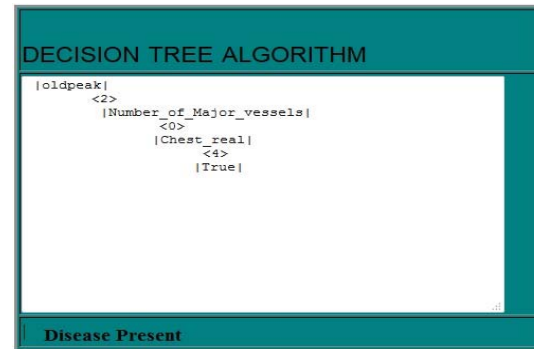 DECISION TREE ALGORITHM
|oldpeak|
<2>
|Number_of_Major_vessels|
<0>
|Chest_real|
<4>
|True|
Disease Present